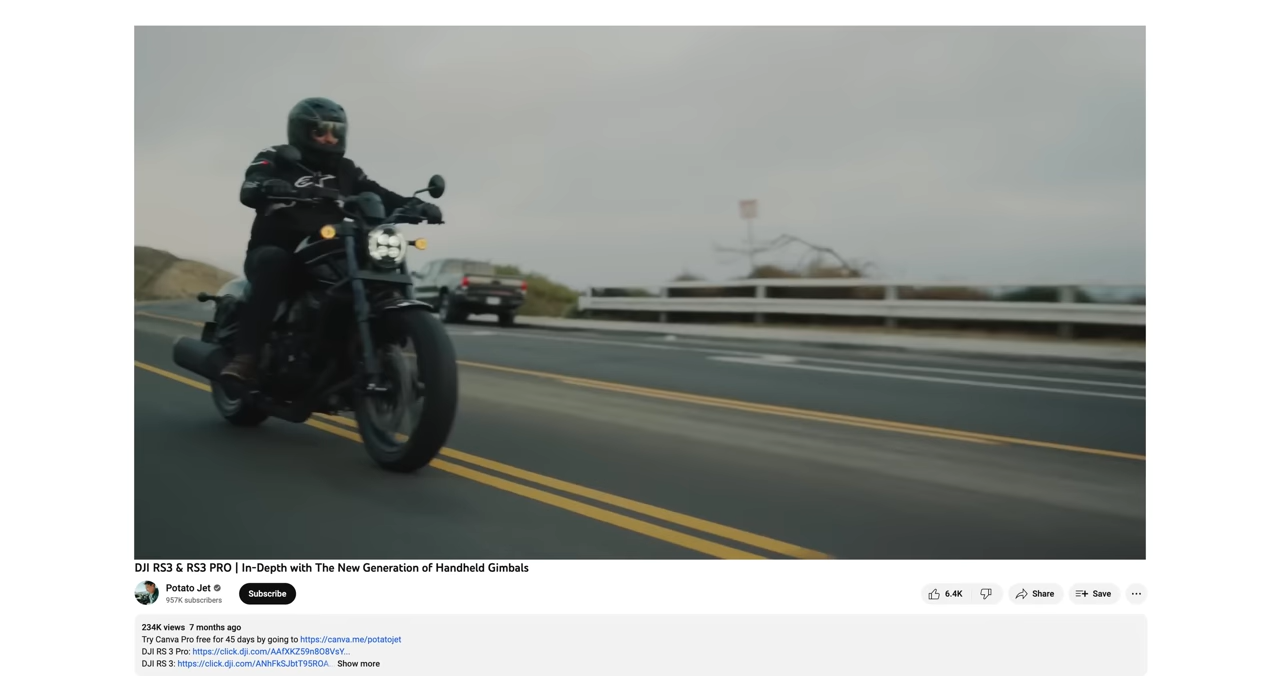 DJI RS3 & RS3 PRO | In-Depth with The New Generation of Handheld Gimbals
Potato Jet
957K subscribers
Subscribe
6.4K
Share
Save
234K views 7 months ago
Try Canva Pro free for 45 days by going to https://canva.me/potatojet
DJI RS 3 Pro: https://click.dji.com/AAfXKZ59n8O8VsY...
DJI RS 3: https://click.dji.com/ANhFkSJbtT95ROA... Show more